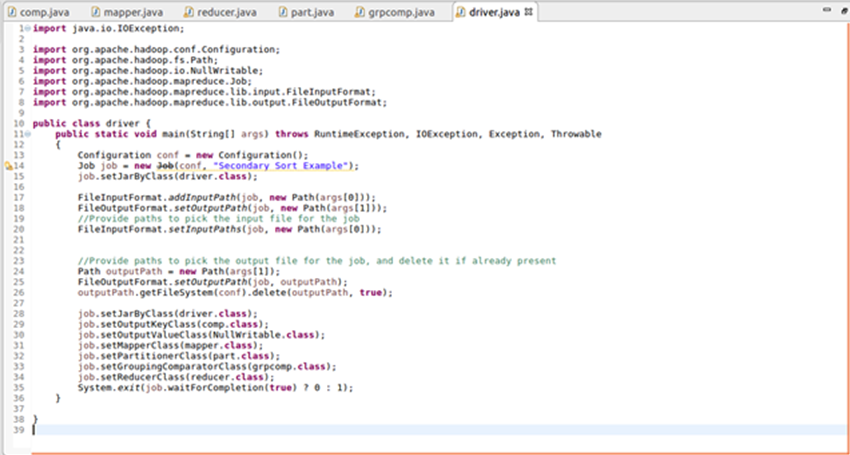 comp.java mapper.java reducer.java part.java grpcomp.java driver.java
1 import java.io.IOException;
2
3 import org.apache.hadoop.conf.Configuration;
4 import org.apache.hadoop.fs.Path;
5 import org.apache.hadoop.io.NullWritable;
6 import org.apache.hadoop.mapreduce.Job;
7 import org.apache.hadoop.mapreduce.lib.input.FileInputFormat;
8 import org.apache.hadoop.mapreduce.lib.output.FileOutputFormat;
9
10 public class driver {
11 public static void main(String[] args) throws RuntimeException, IOException, Exception, Throwable
12 {
13 Configuration conf = new Configuration();
14 Job job = new Job(conf, "Secondary Sort Example");
15 job.setJarByClass(driver.class);
16
17 FileInputFormat.addInputPath(job, new Path(args[0]));
18 FileOutputFormat.setOutputPath(job, new Path(args[1]));
19 //Provide paths to pick the input file for the job
20 FileInputFormat.setInputPaths(job, new Path(args[0]));
21
22
23 //Provide paths to pick the output file for the job, and delete it if already present
24 Path outputPath = new Path(args[1]);
25 FileOutputFormat.setOutputPath(job, outputPath);
26 outputPath.getFileSystem(conf).delete(outputPath, true);
27
28 job.setJarByClass(driver.class);
29 job.setOutputKeyClass(comp.class);
30 job.setOutputValueClass(NullWritable.class);
31 job.setMapperClass(mapper.class);
32 job.setPartitionerClass(part.class);
33 job.setGroupingComparatorClass(grpcomp.class);
34 job.setReducerClass(reducer.class);
35 System.exit(job.waitForCompletion(true) ? 0 : 1);
36 }
37
38 }
39